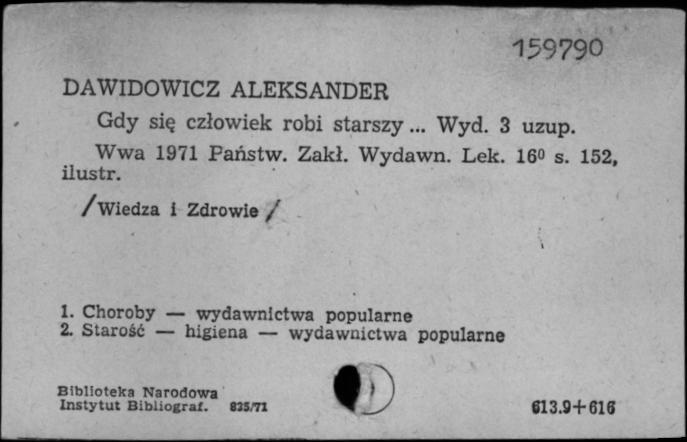 159790
DAWIDOWICZ ALEKSANDER
Gdy się człowiek robi starszy ... Wyd. 3 uzup.
Wwa 1971 Państw. Zakł. Wydawn. Lek. 16⁰ s. 152,
ilustr.
/Wiedza i Zdrowie/
1. Choroby — wydawnictwa popularne
2. Starość — higiena — wydawnictwa popularne
Biblioteka Narodowa
Instytut Bibliograf. 835/71
613.9+616